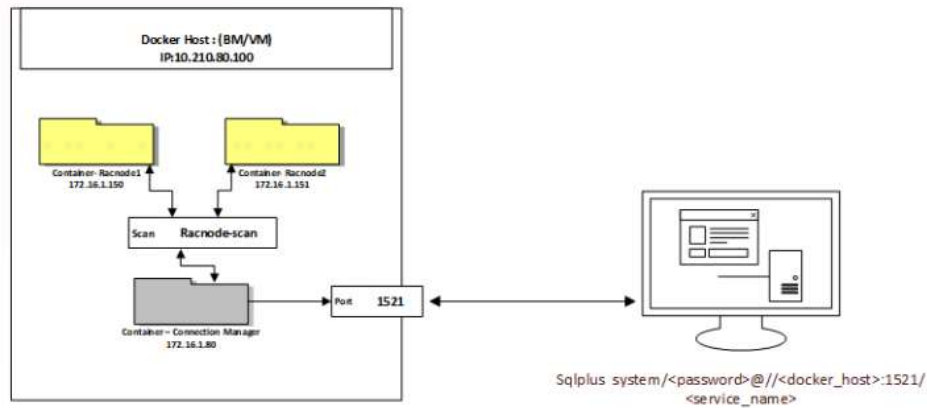 Docker Host : (BM/VM)
IP:10.210.80.100
Container- Racnode1
172.16.1.150
Container- Racnode2
172.16.1.151
Scan Racnode-scan
Port 1521
Container – Connection Manager
172.16.1.80
Sqlplus system/<password>@//<docker_host>:1521/
<service_name>